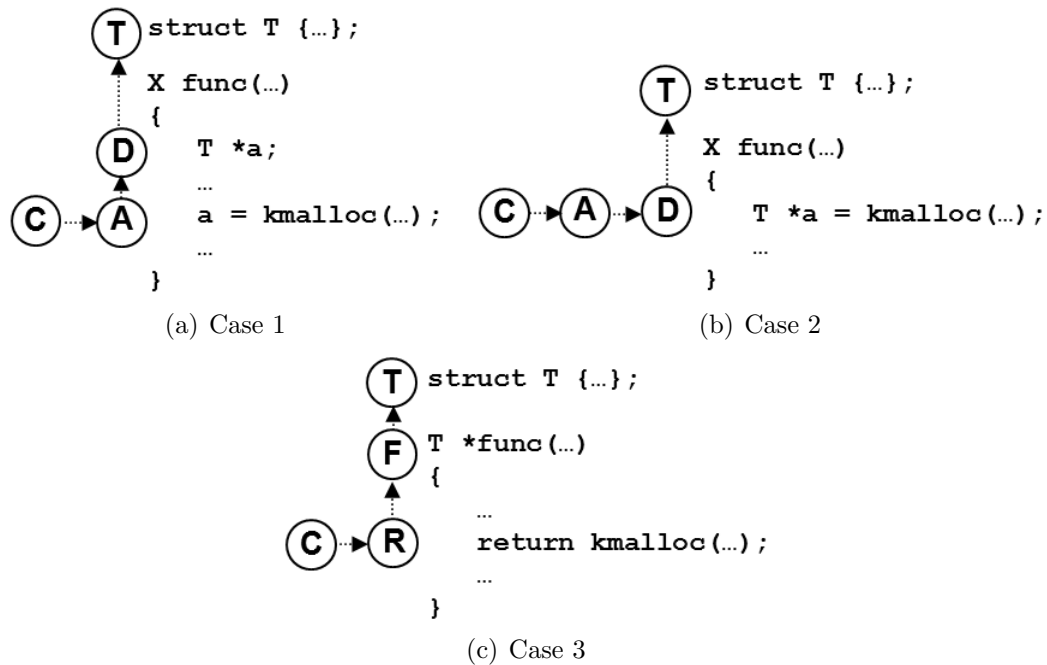 T struct T {…};
X func(…)
{
D T *a;
…
C A a = kmalloc(…);
…
}
(a) Case 1
T struct T {…};
X func(…)
{
C A D T *a = kmalloc(…);
…
}
(b) Case 2
T struct T {…};
F T *func(…)
{
…
C R return kmalloc(…);
…
}
(c) Case 3